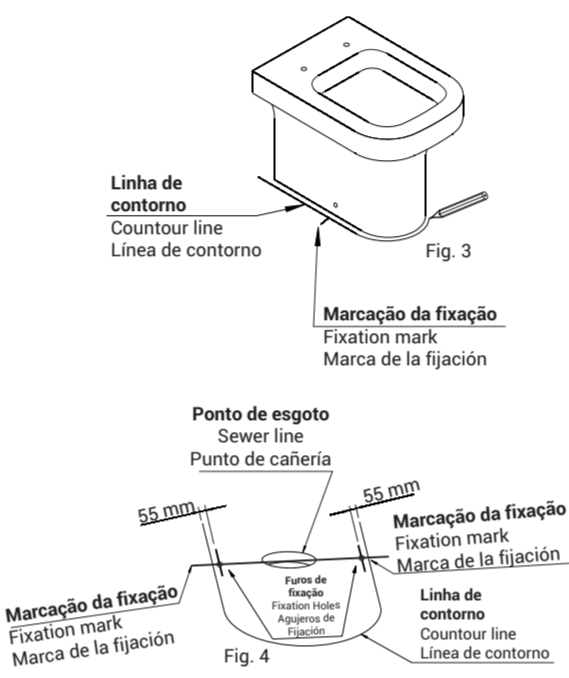 Linha de
contorno
Countour line
Línea de contorno
Fig. 3
Marcação da fixação
Fixation mark
Marca de la fijación
Ponto de esgoto
Sewer line
Punto de cañería
55 mm
55 mm
Marcação da fixação
Fixation mark
Marca de la fijación
Furos de
fixação
Fixation Holes
Agujeros de
Fijación
Marcação da fixação
Fixation mark
Marca de la fijación
Linha de
contorno
Countour line
Línea de contorno
Fig. 4